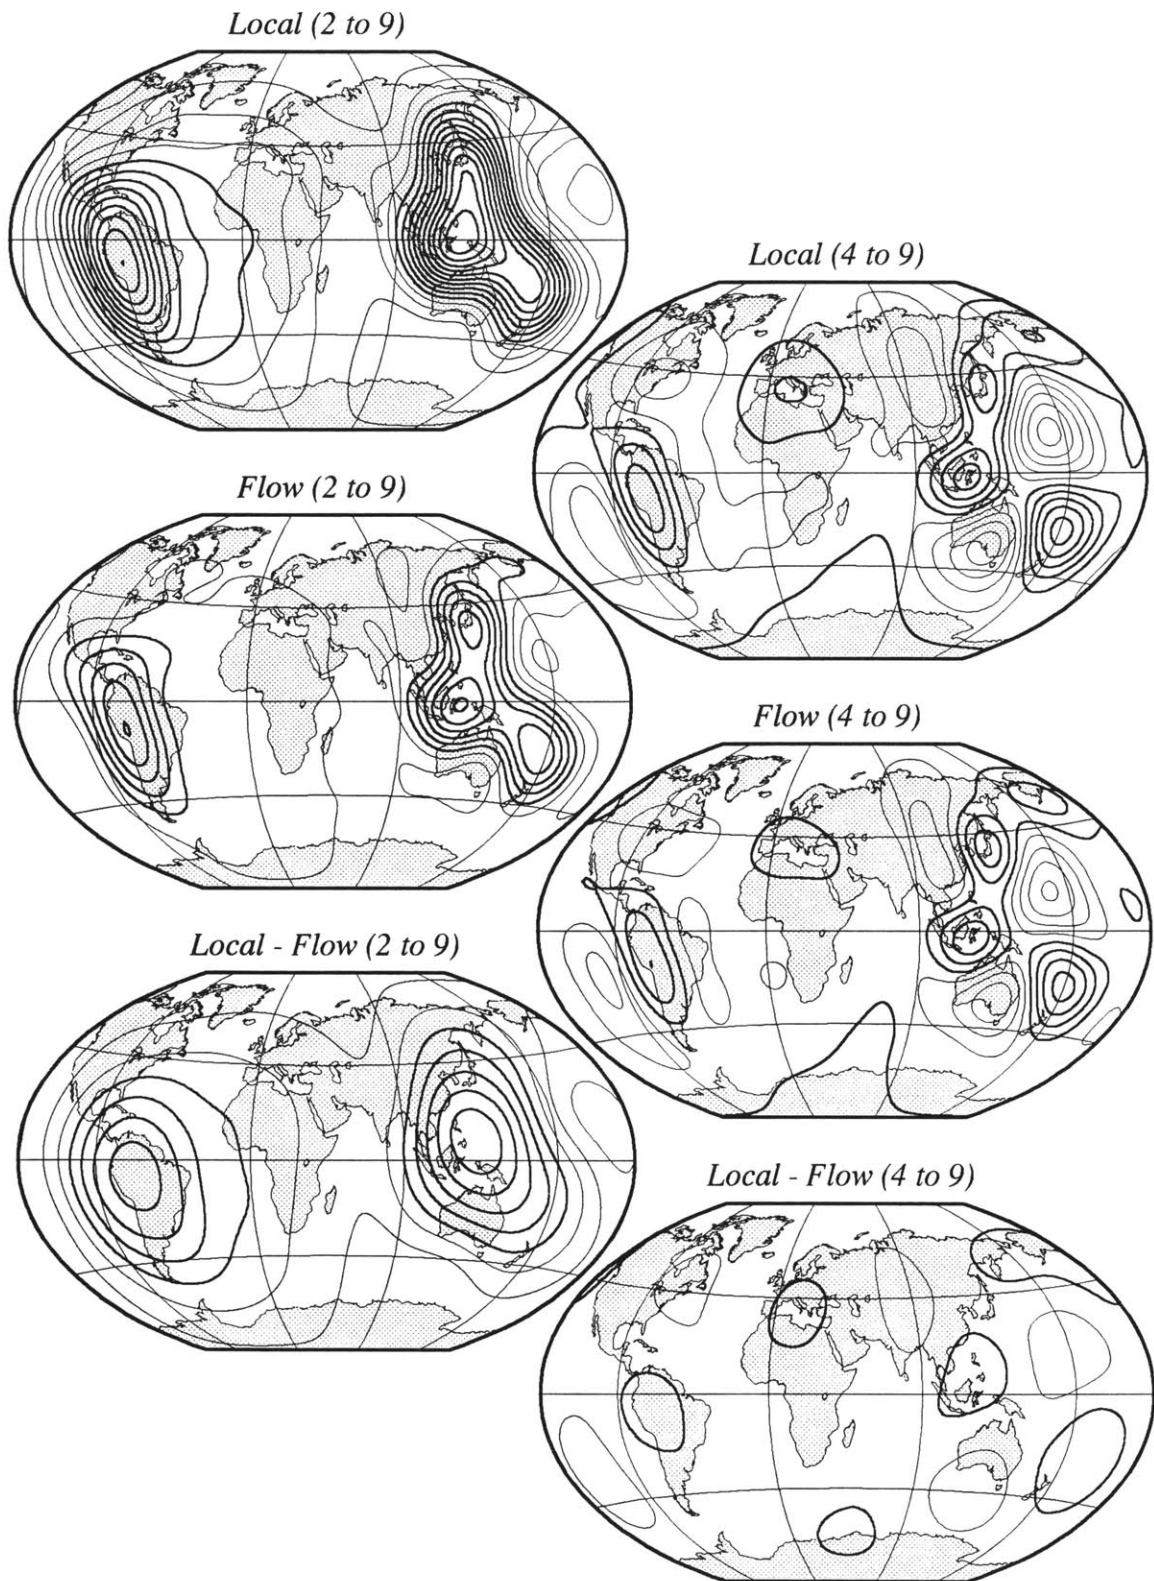 Local (2 to 9)
Local (4 to 9)
Flow (2 to 9)
Flow (4 to 9)
Local - Flow (2 to 9)
Local - Flow (4 to 9)